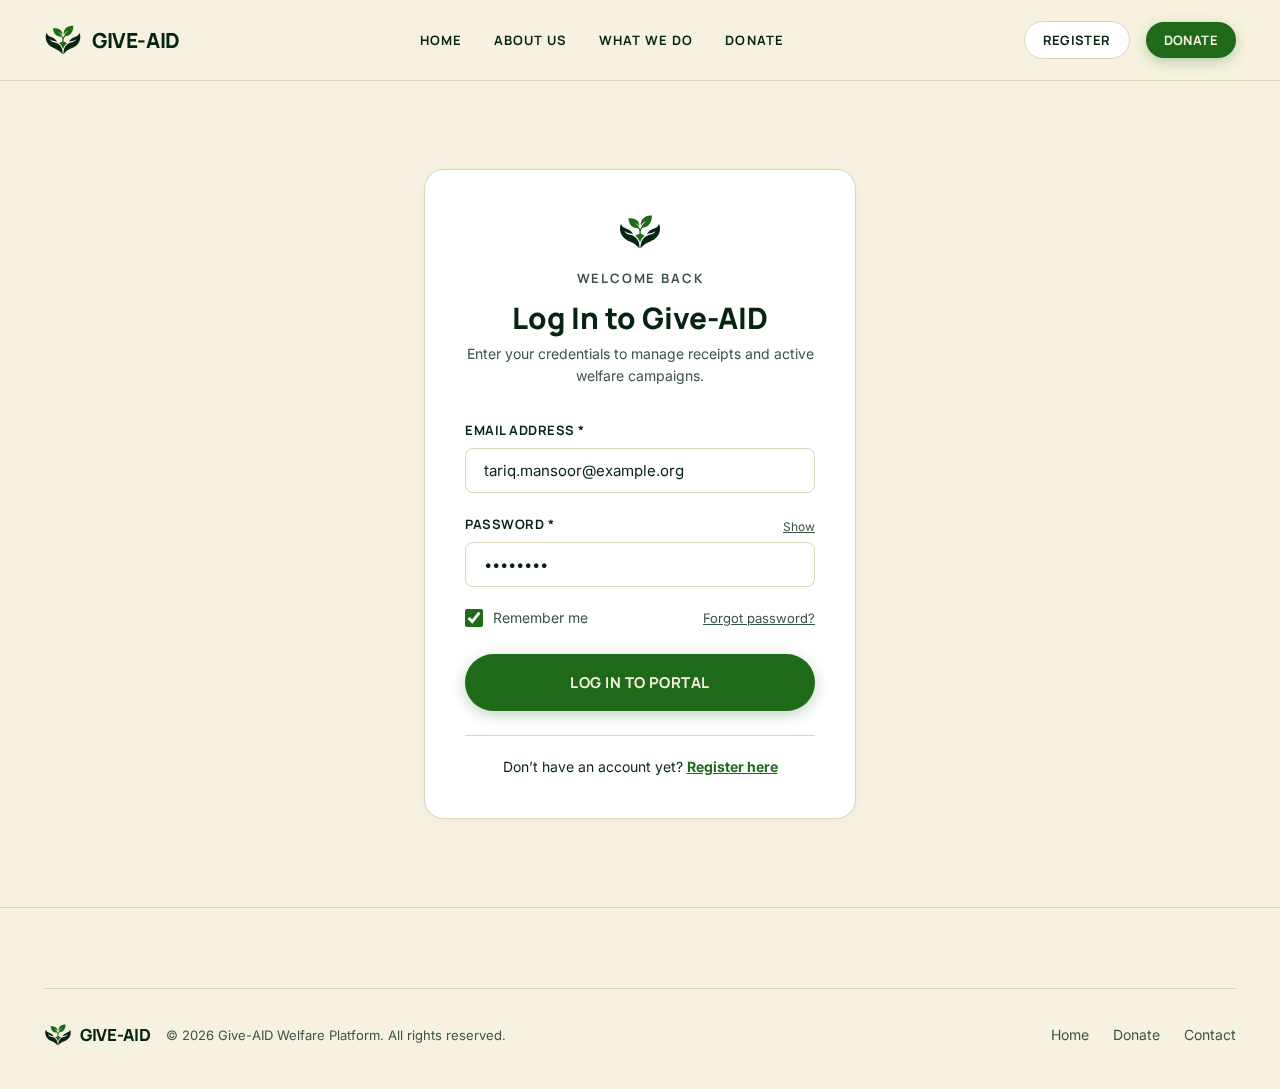 GIVE-AID
HOME
ABOUT US
WHAT WE DO
DONATE
REGISTER
DONATE
WELCOME BACK
Log In to Give-AID
Enter your credentials to manage receipts and active
welfare campaigns.
EMAIL ADDRESS *
tariq.mansoor@example.org
PASSWORD *
Show
••••••••
Remember me
Forgot password?
LOG IN TO PORTAL
Don’t have an account yet? Register here
GIVE-AID
© 2026 Give-AID Welfare Platform. All rights reserved.
Home
Donate
Contact